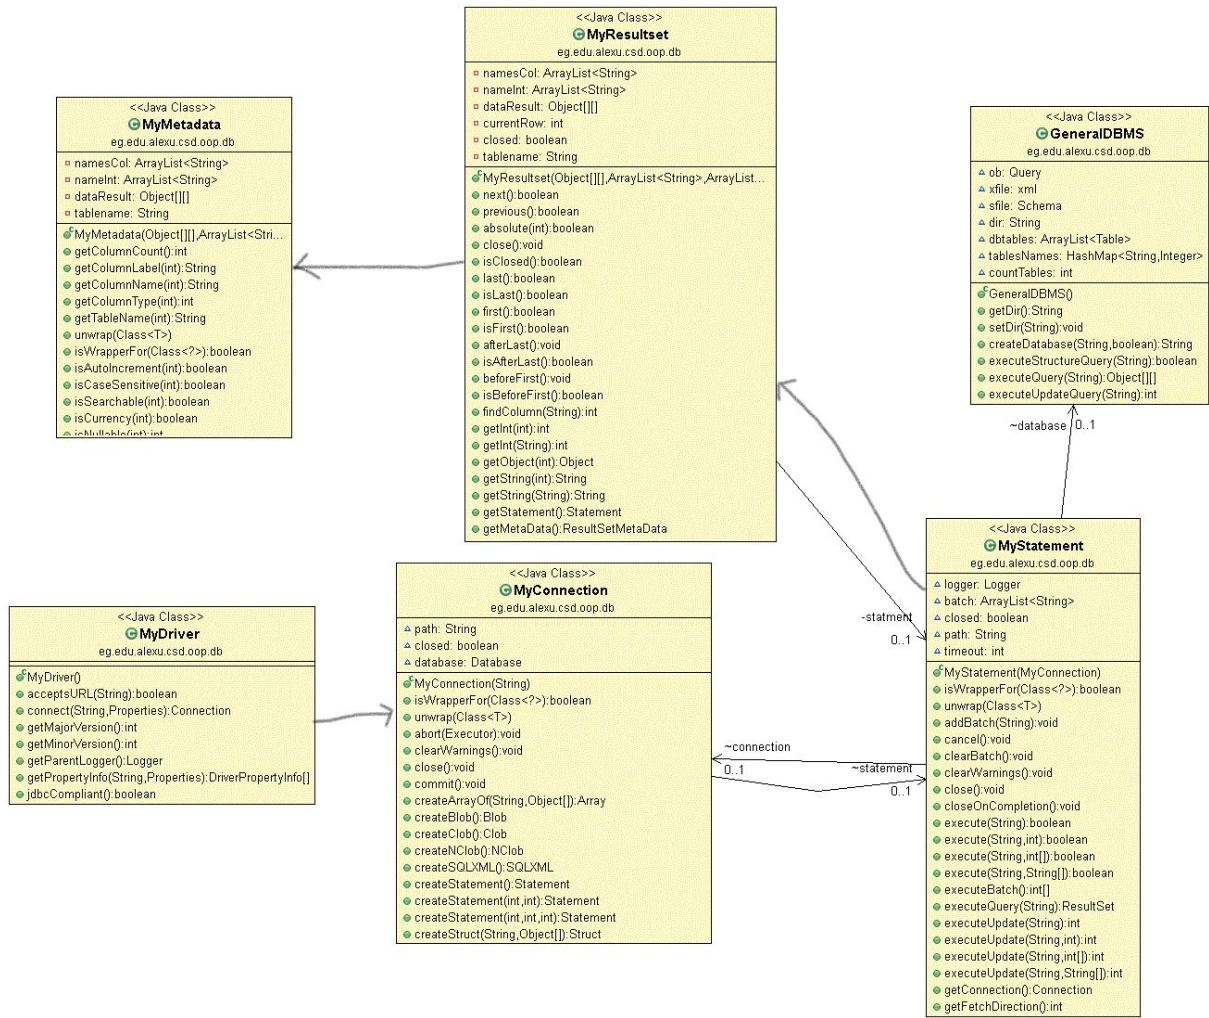 <<Java Class>>
MyResultset
eg.edu.alexu.csd.oop.db
namesCol: ArrayList<String>
nameInt: ArrayList<String>
dataResult: Object[][]
currentRow: int
closed: boolean
tablename: String
MyResultset(Object[][],ArrayList<String>,ArrayList...
next():boolean
previous():boolean
absolute(int):boolean
close():void
isClosed():boolean
last():boolean
isLast():boolean
first():boolean
isFirst():boolean
afterLast():void
isAfterLast():boolean
beforeFirst():void
isBeforeFirst():boolean
findColumn(String):int
getInt(int):int
getInt(String):int
getObject(int):Object
getString(int):String
getString(String):String
getStatement():Statement
getMetaData():ResultSetMetaData
<<Java Class>>
MyMetadata
eg.edu.alexu.csd.oop.db
namesCol: ArrayList<String>
nameInt: ArrayList<String>
dataResult: Object[][]
tablename: String
MyMetadata(Object[][],ArrayList<Stri...
getColumnCount():int
getColumnLabel(int):String
getColumnName(int):String
getColumnType(int):int
getTableName(int):String
unwrap(Class<T>)
isWrapperFor(Class<?>):boolean
isAutoIncrement(int):boolean
isCaseSensitive(int):boolean
isSearchable(int):boolean
isCurrency(int):boolean
isNullable(int):int
<<Java Class>>
GeneralDBMS
eg.edu.alexu.csd.oop.db
ob: Query
xfile: xml
sfile: Schema
dir: String
dbtables: ArrayList<Table>
tablesNames: HashMap<String,Integer>
countTables: int
GeneralDBMS()
getDir():String
setDir(String):void
createDatabase(String,boolean):String
executeStructureQuery(String):boolean
executeQuery(String):Object[][]
executeUpdateQuery(String):int
~database
0..1
<<Java Class>>
MyStatement
eg.edu.alexu.csd.oop.db
logger: Logger
batch: ArrayList<String>
closed: boolean
path: String
timeout: int
MyStatement(MyConnection)
isWrapperFor(Class<?>):boolean
unwrap(Class<T>)
addBatch(String):void
cancel():void
clearBatch():void
clearWarnings():void
close():void
closeOnCompletion():void
execute(String):boolean
execute(String,int):boolean
execute(String,int[]):boolean
execute(String,String[]):boolean
executeBatch():int[]
executeQuery(String):ResultSet
executeUpdate(String):int
executeUpdate(String,int):int
executeUpdate(String,int[]):int
executeUpdate(String,String[]):int
getConnection():Connection
getFetchDirection():int
-statment
0..1
<<Java Class>>
MyConnection
eg.edu.alexu.csd.oop.db
path: String
closed: boolean
database: Database
MyConnection(String)
isWrapperFor(Class<?>):boolean
unwrap(Class<T>)
abort(Executor):void
clearWarnings():void
close():void
commit():void
createArrayOf(String,Object[]):Array
createBlob():Blob
createClob():Clob
createNClob():NClob
createSQLXML():SQLXML
createStatement():Statement
createStatement(int,int):Statement
createStatement(int,int,int):Statement
createStruct(String,Object[]):Struct
~connection
0..1
~statement
0..1
<<Java Class>>
MyDriver
eg.edu.alexu.csd.oop.db
MyDriver()
acceptsURL(String):boolean
connect(String,Properties):Connection
getMajorVersion():int
getMinorVersion():int
getParentLogger():Logger
getPropertyInfo(String,Properties):DriverPropertyInfo[]
jdbcCompliant():boolean